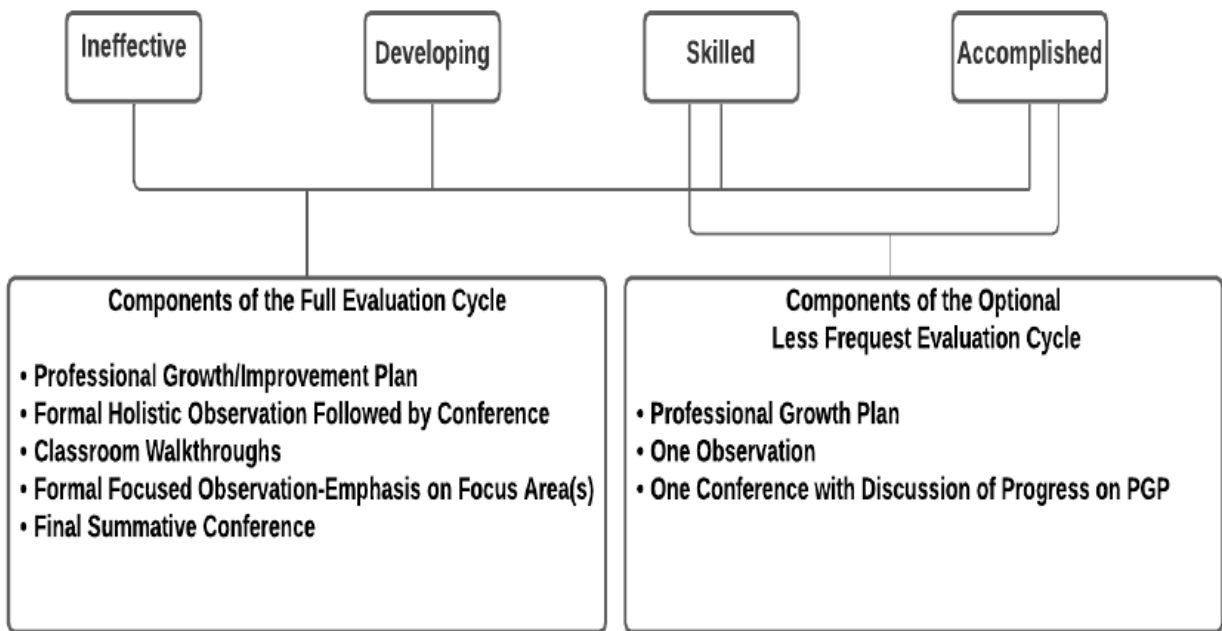 Ineffective
Developing
Skilled
Accomplished
Components of the Full Evaluation Cycle
• Professional Growth/Improvement Plan
• Formal Holistic Observation Followed by Conference
• Classroom Walkthroughs
• Formal Focused Observation-Emphasis on Focus Area(s)
• Final Summative Conference
Components of the Optional
Less Frequest Evaluation Cycle
• Professional Growth Plan
• One Observation
• One Conference with Discussion of Progress on PGP